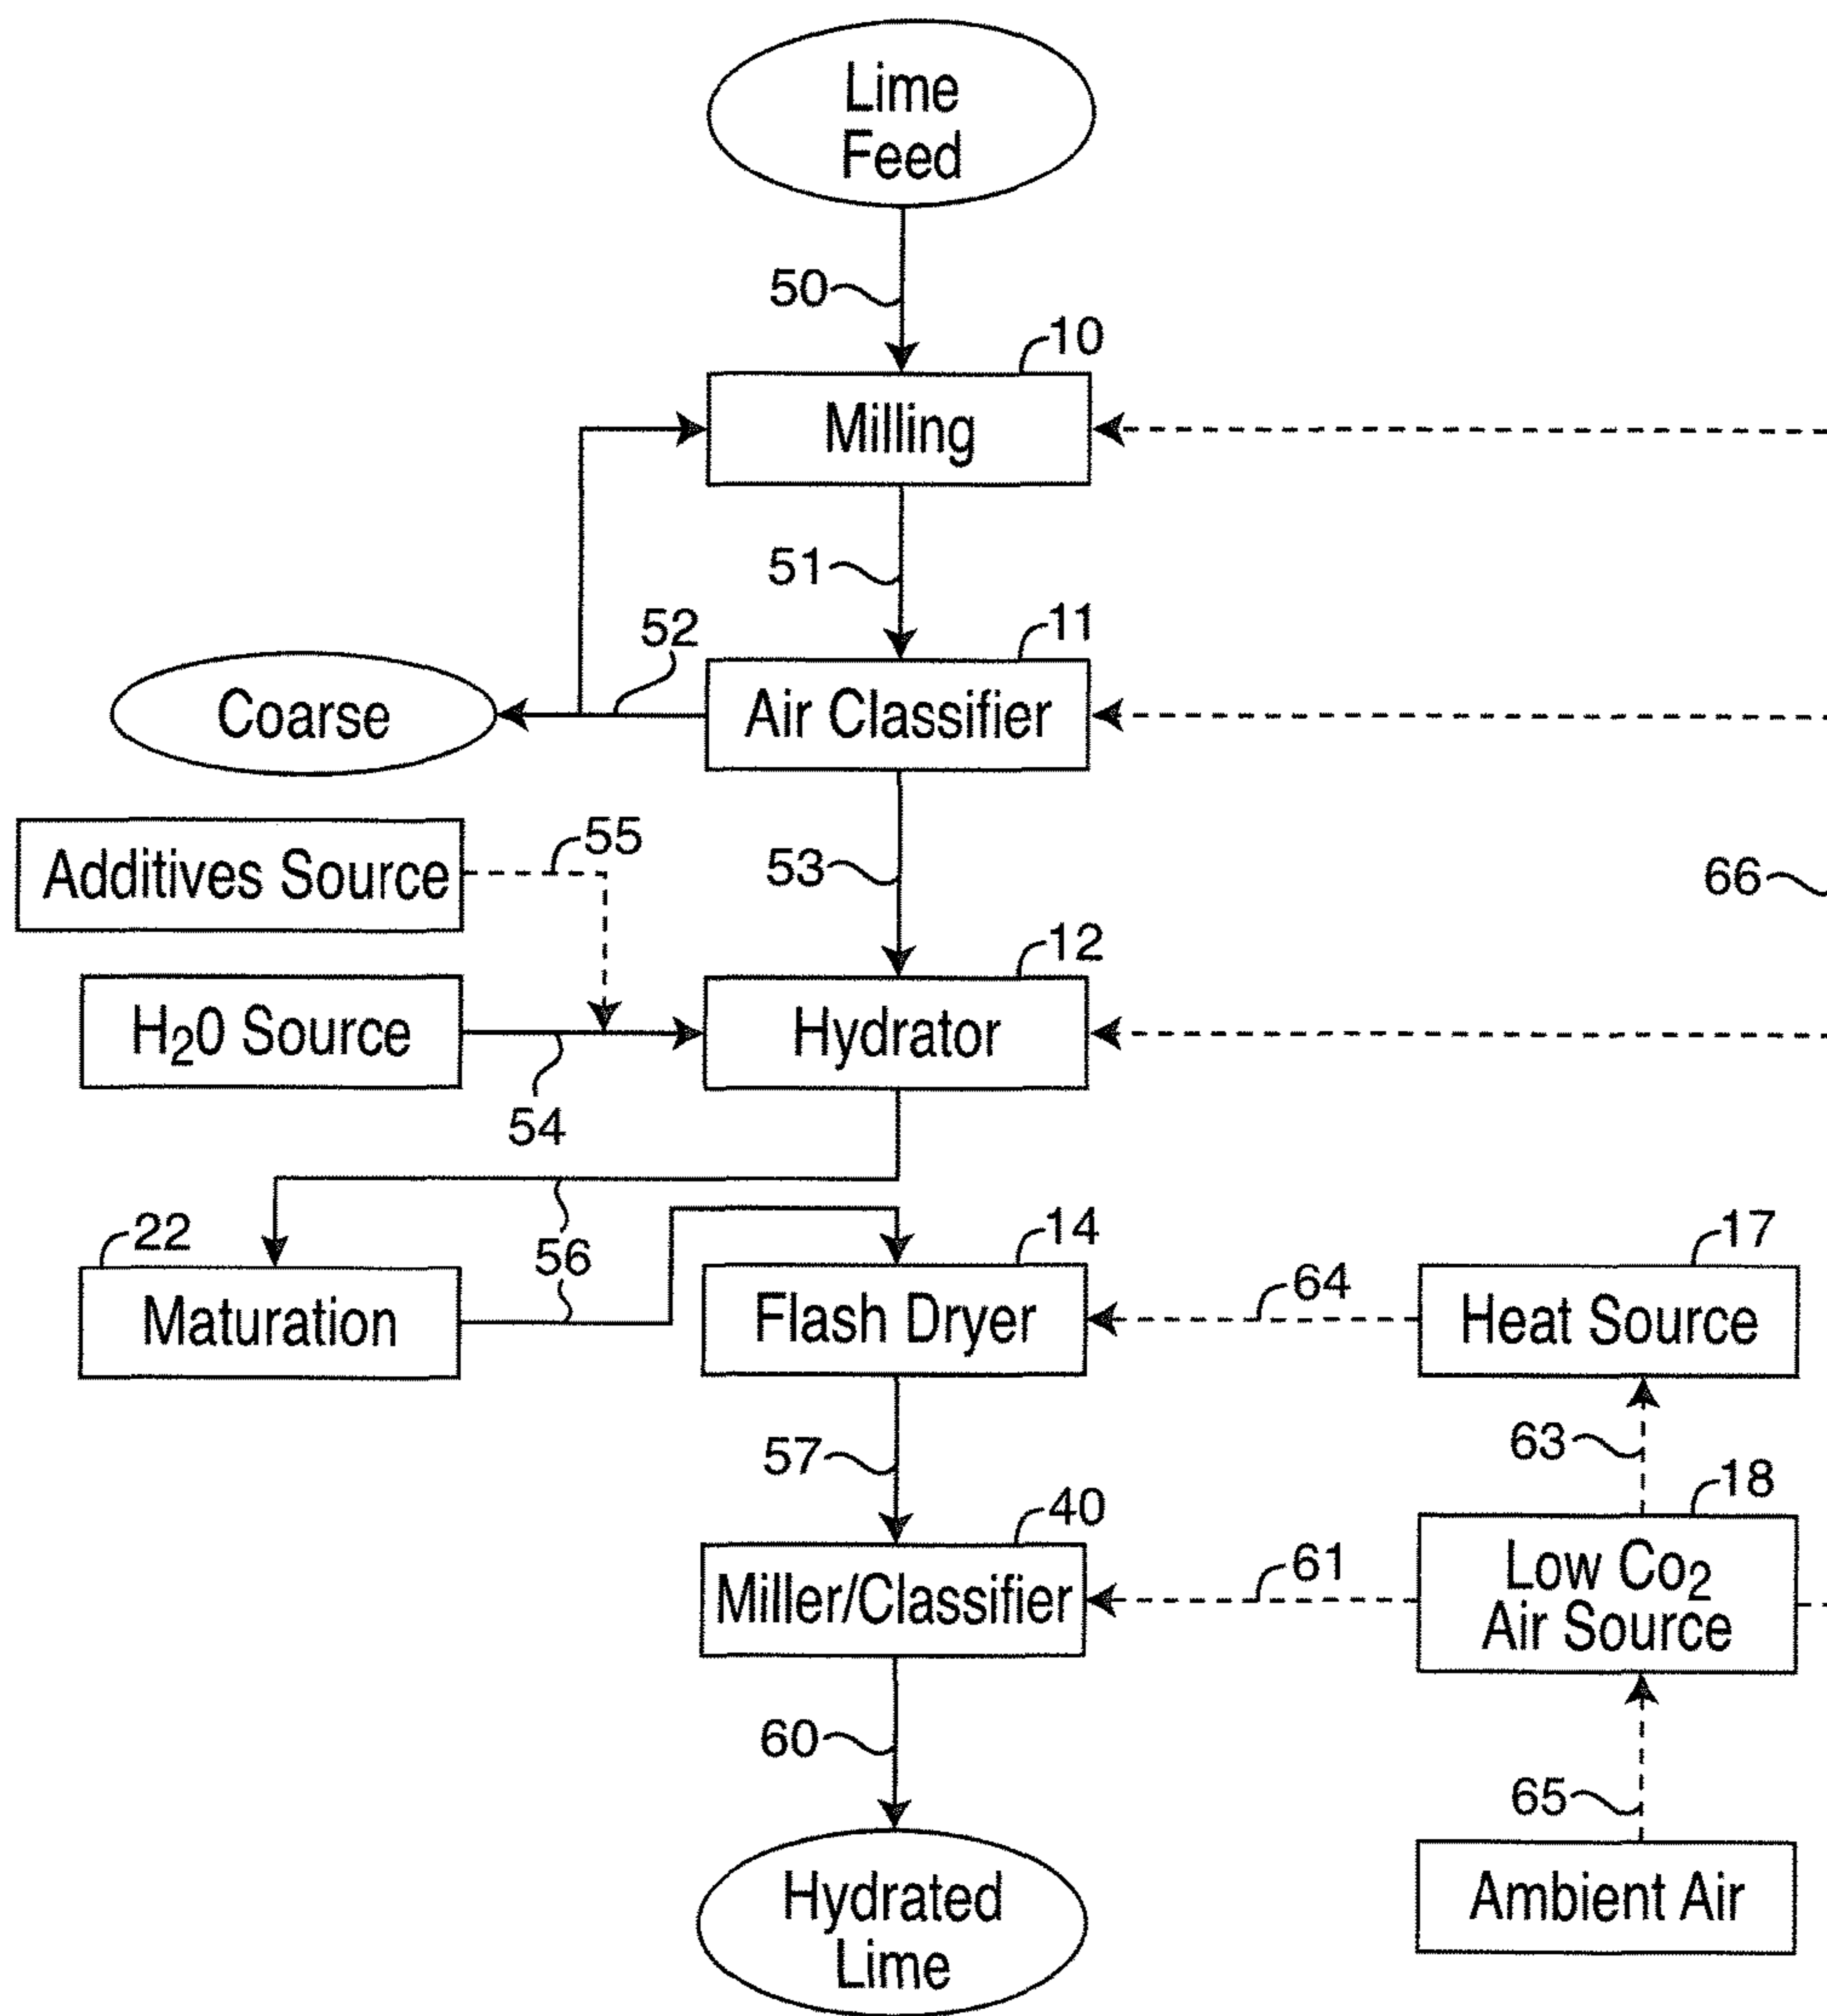 Lime
Feed
50
10
Milling
51
52
11
Coarse
Air Classifier
Additives Source
55
53
66
12
H₂0 Source
Hydrator
54
56
22
14
17
Maturation
Flash Dryer
64
Heat Source
57
63
40
18
Miller/Classifier
61
Low Co₂
Air Source
60
65
Hydrated
Lime
Ambient Air